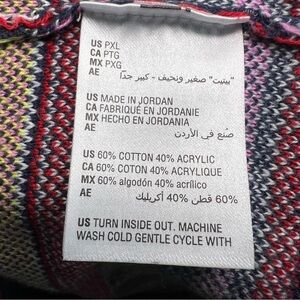 US PXL
CA PTG
MX PXG
AE "بيتيت" صغير ونحيف - كبير جدًا
US MADE IN JORDAN
CA FABRIQUÉ EN JORDANIE
MX HECHO EN JORDANIA
AE صنع في الأردن
US 60% COTTON 40% ACRYLIC
CA 60% COTON 40% ACRYLIQUE
MX 60% algodón 40% acrílico
AE 60% قطن 40% أكريليك
US TURN INSIDE OUT. MACHINE
WASH COLD GENTLE CYCLE WITH